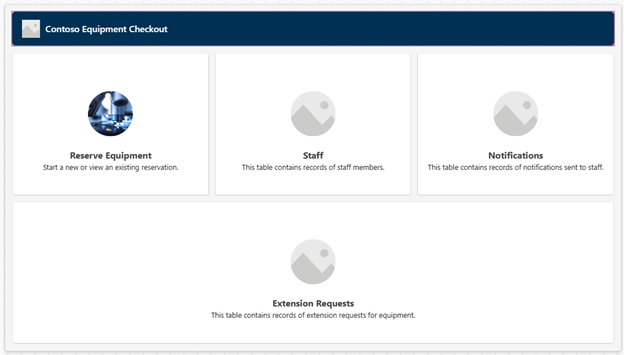 Contoso Equipment Checkout
Reserve Equipment
Start a new or view an existing reservation.
Staff
This table contains records of staff members.
Notifications
This table contains records of notifications sent to staff.
Extension Requests
This table contains records of extension requests for equipment.